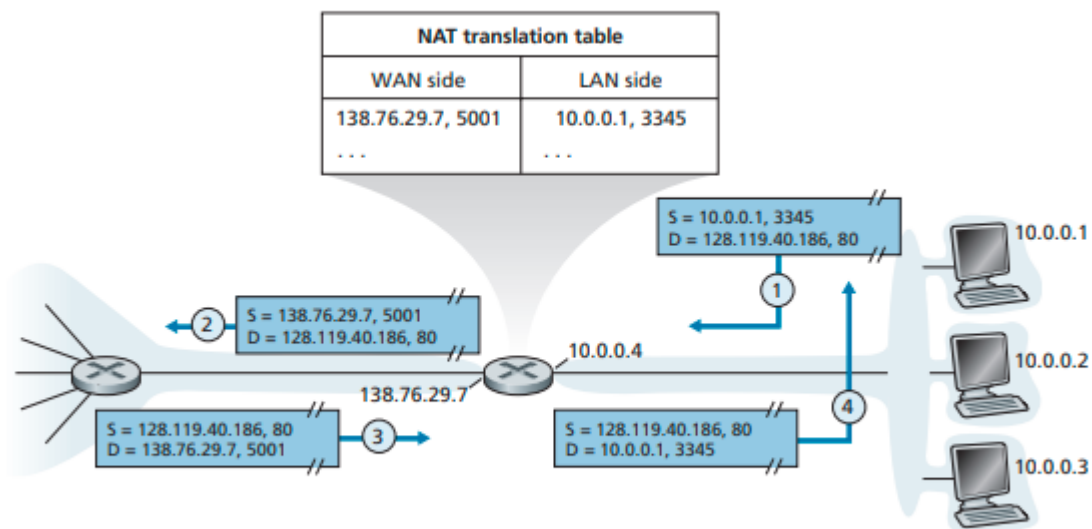 NAT translation table
WAN side LAN side
138.76.29.7, 5001 10.0.0.1, 3345
. . . . . .
S = 10.0.0.1, 3345
D = 128.119.40.186, 80
10.0.0.1
1
2
S = 138.76.29.7, 5001
D = 128.119.40.186, 80
10.0.0.4
10.0.0.2
138.76.29.7
4
S = 128.119.40.186, 80
D = 138.76.29.7, 5001
3
S = 128.119.40.186, 80
D = 10.0.0.1, 3345
10.0.0.3